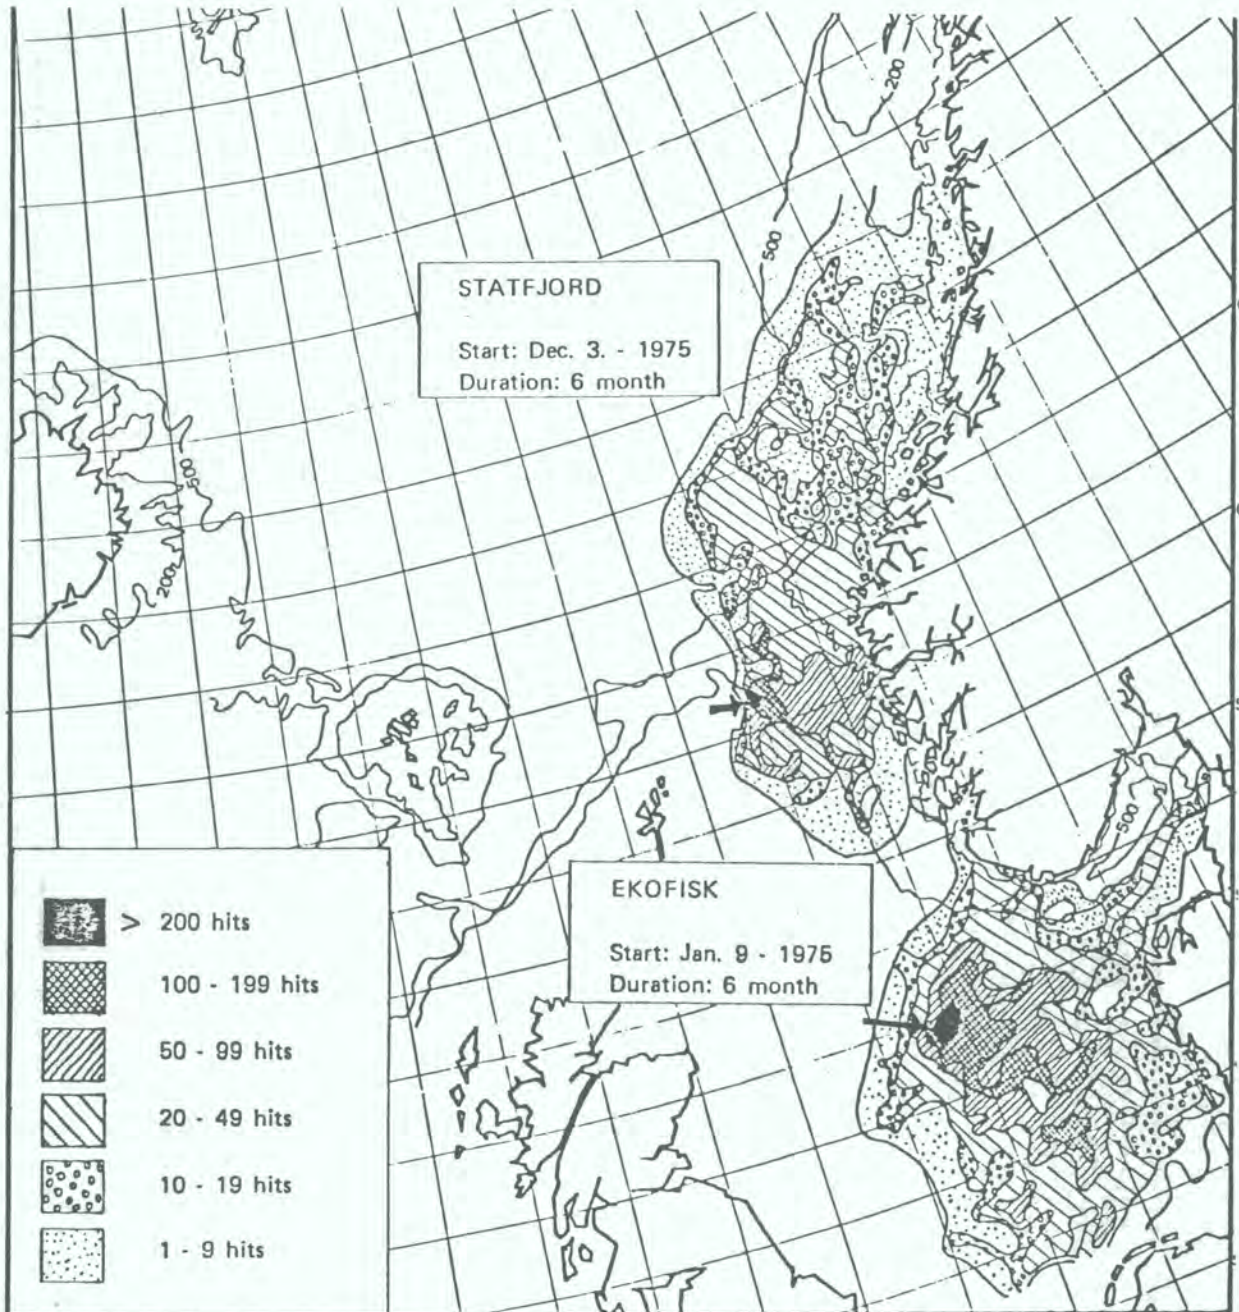 200
500
STATFJORD
Start: Dec. 3. - 1975
Duration: 6 month
500
200
500
500
EKOFISK
Start: Jan. 9 - 1975
Duration: 6 month
> 200 hits
100 - 199 hits
50 - 99 hits
20 - 49 hits
10 - 19 hits
1 - 9 hits